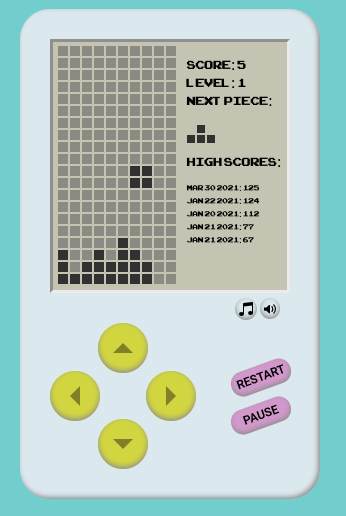 SCORE: 5
LEVEL: 1
NEXT PIECE:
HIGHSCORES:
MAR 30 2021: 125
JAN 22 2021: 124
JAN 20 2021: 112
JAN 21 2021: 77
JAN 21 2021: 67
RESTART
PAUSE